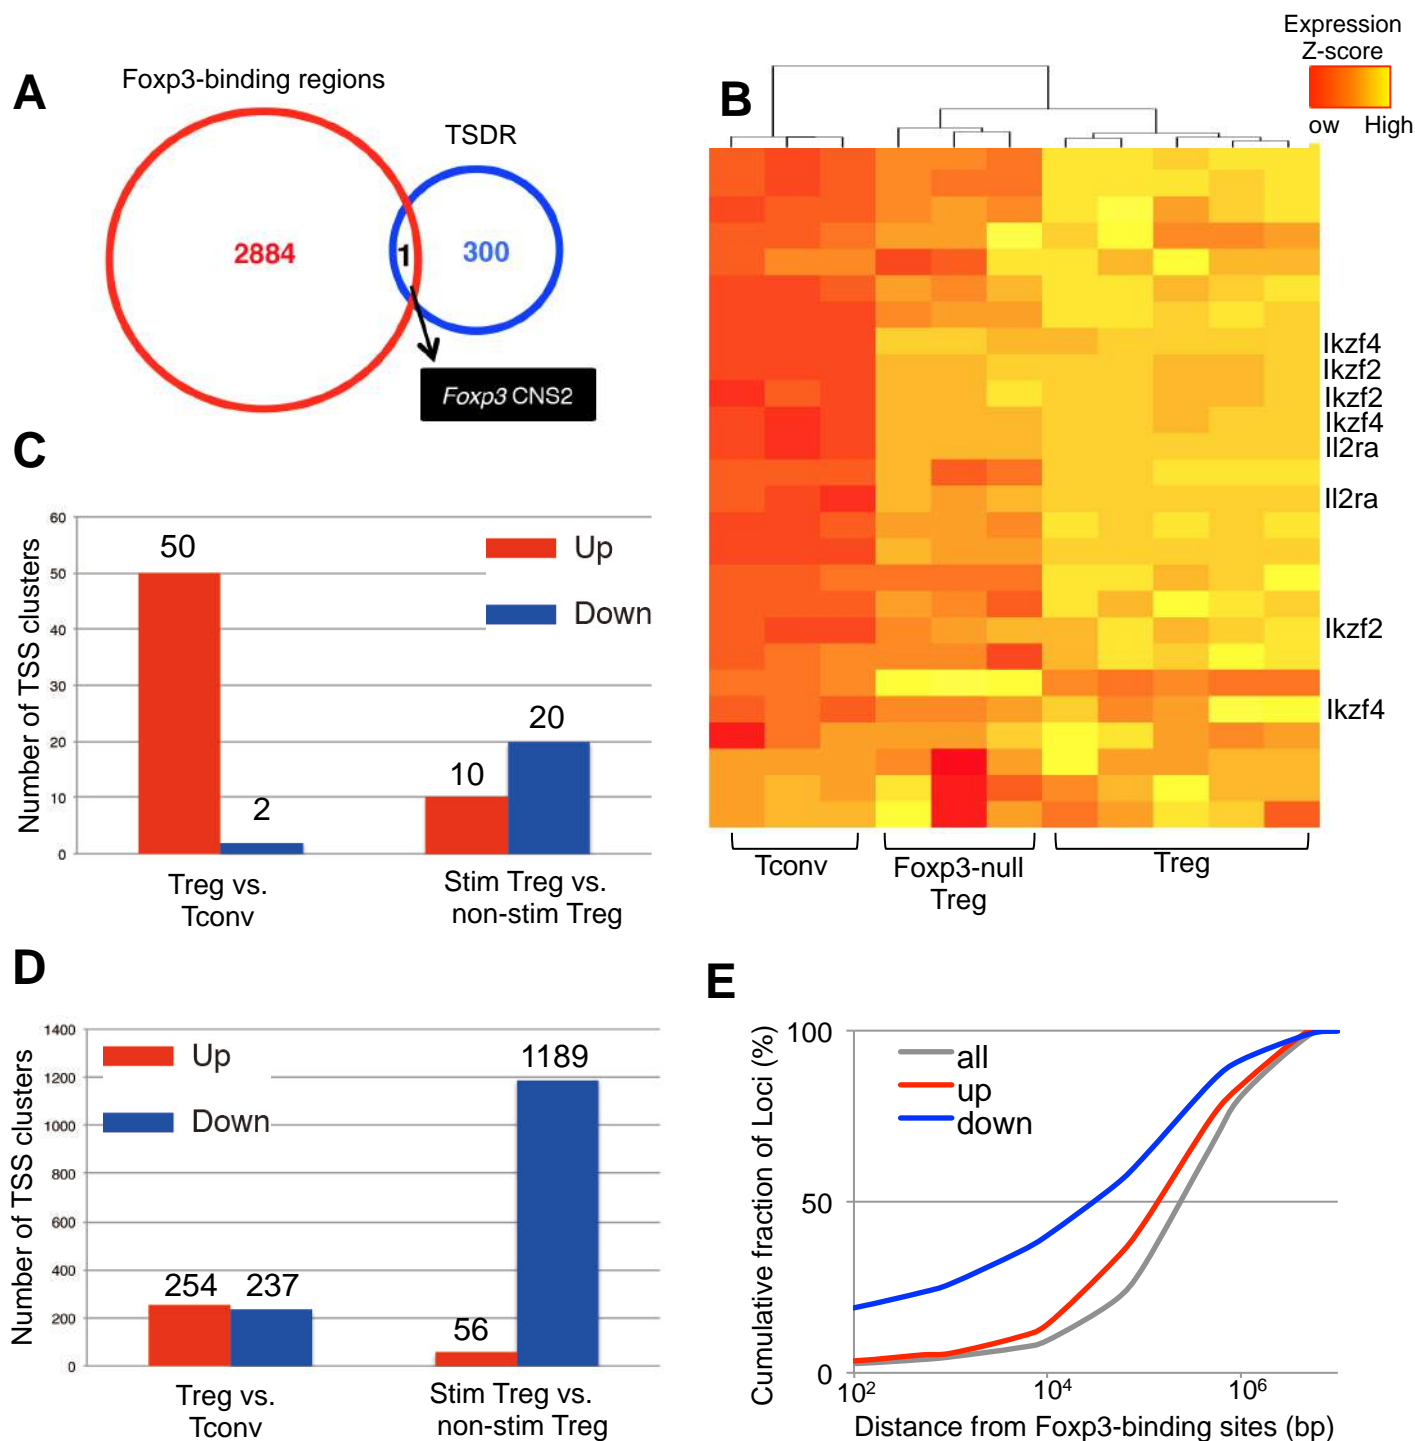 A
Foxp3-binding regions
TSDR
2884
1
300
Foxp3 CNS2
B
Expression
Z-score
ow High
Ikzf4
Ikzf2
Ikzf2
Ikzf4
Il2ra
Il2ra
Ikzf2
Ikzf4
Tconv
Foxp3-null
Treg
Treg
C
Number of TSS clusters
60
50
40
30
20
10
0
50
2
10
20
Up
Down
Treg vs.
Tconv
Stim Treg vs.
non-stim Treg
D
Number of TSS clusters
1400
1200
1000
800
600
400
200
0
Up
Down
254
237
56
1189
Treg vs.
Tconv
Stim Treg vs.
non-stim Treg
E
Cumulative fraction of Loci (%)
100
50
0
all
up
down
10²
10⁴
10⁶
Distance from Foxp3-binding sites (bp)